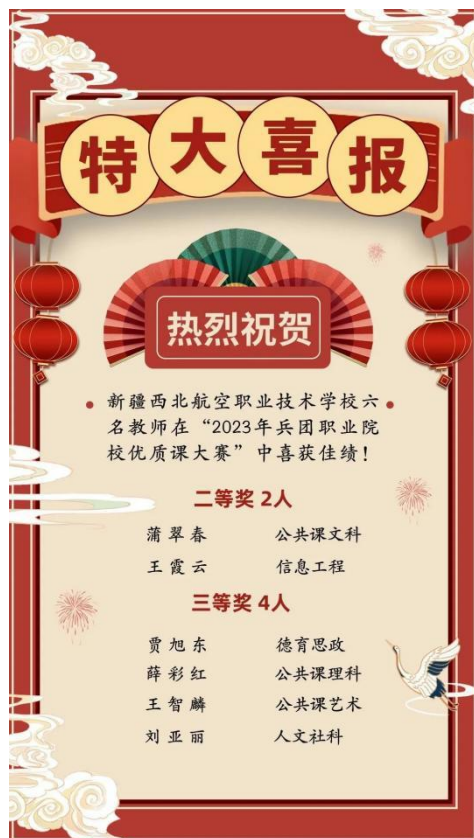 特大喜报
热烈祝贺
新疆西北航空职业技术学校六
名教师在“2023年兵团职业院
校优质课大赛”中喜获佳绩！
二等奖 2人
蒲翠春 公共课文科
王霞云 信息工程
三等奖 4人
贾旭东 德育思政
薛彩红 公共课理科
王智麟 公共课艺术
刘亚丽 人文社科